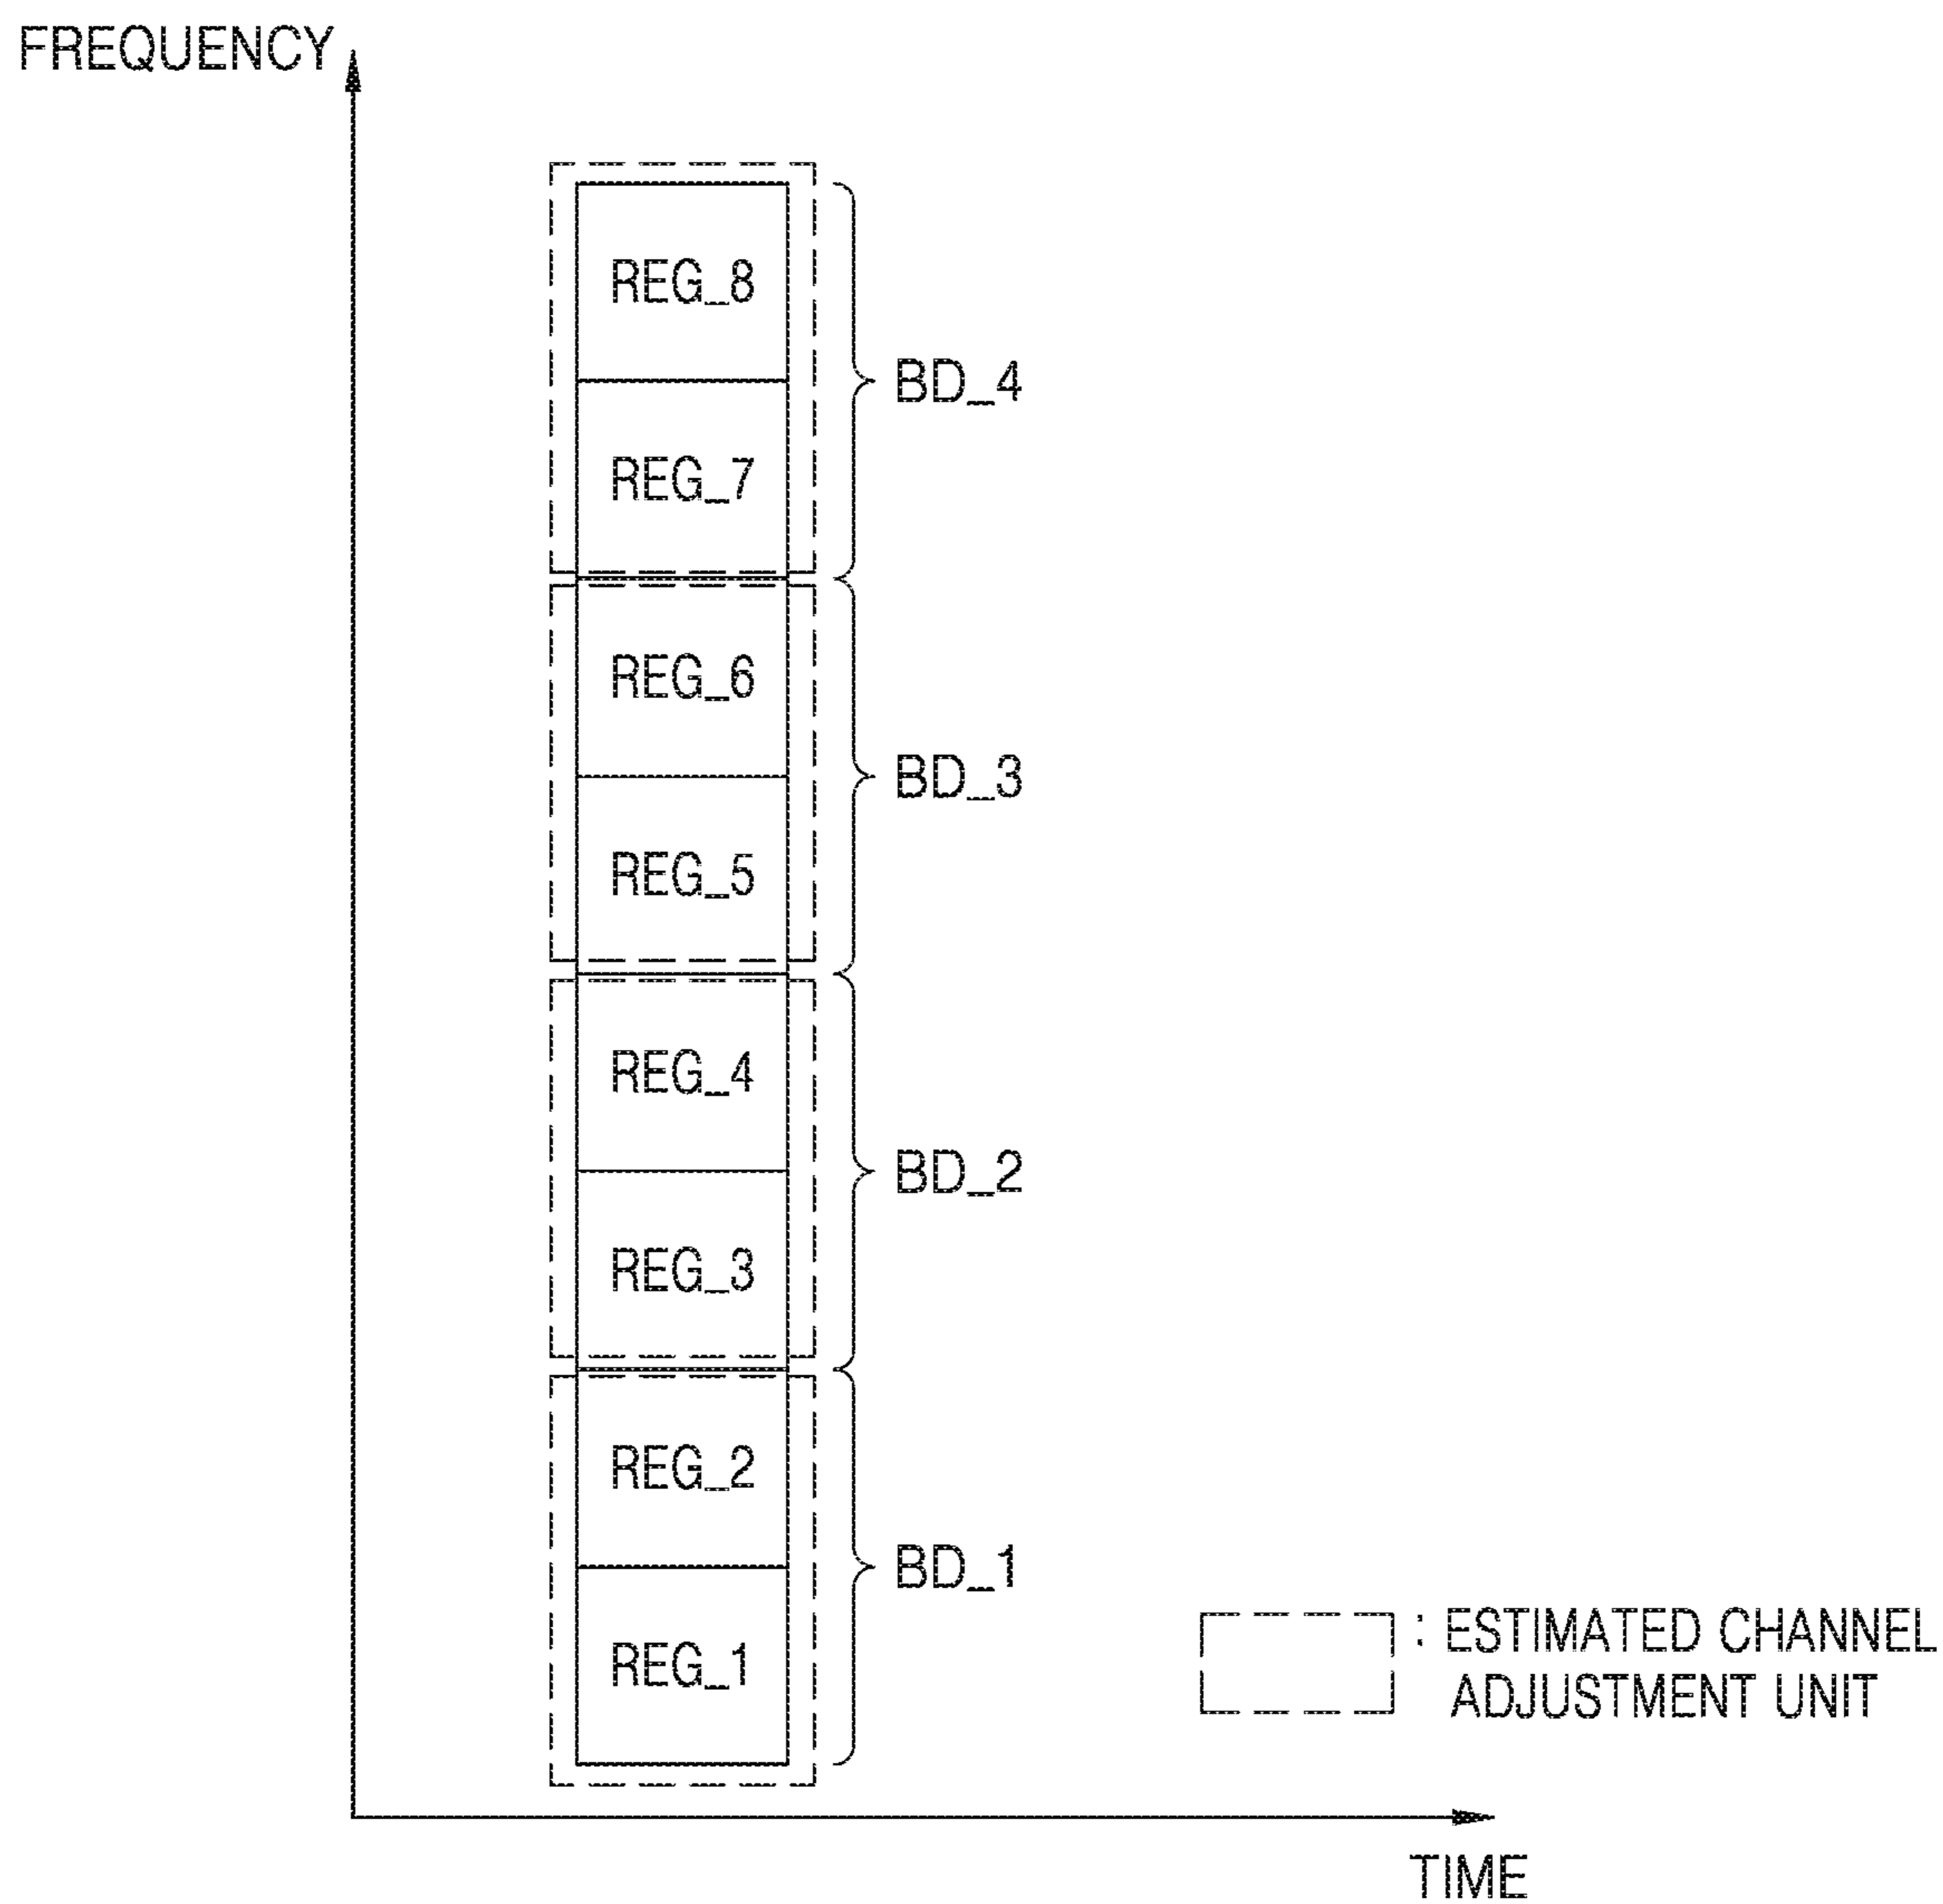 FREQUENCY
REG_8
REG_7
BD_4
REG_6
REG_5
BD_3
REG_4
REG_3
BD_2
REG_2
REG_1
BD_1
: ESTIMATED CHANNEL
ADJUSTMENT UNIT
TIME